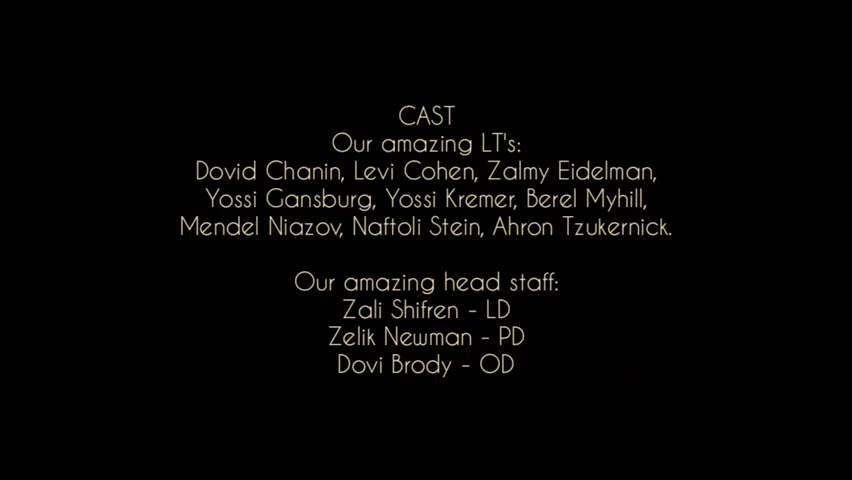 CAST
Our amazing LT's:
Dovid Chanin, Levi Cohen, Zalmy Eidelman,
Yossi Gansburg, Yossi Kremer, Berel Myhill,
Mendel Niazov, Naftoli Stein, Ahron Tzukernick.
Our amazing head staff:
Zali Shifren - LD
Zelik Newman - PD
Dovi Brody - OD